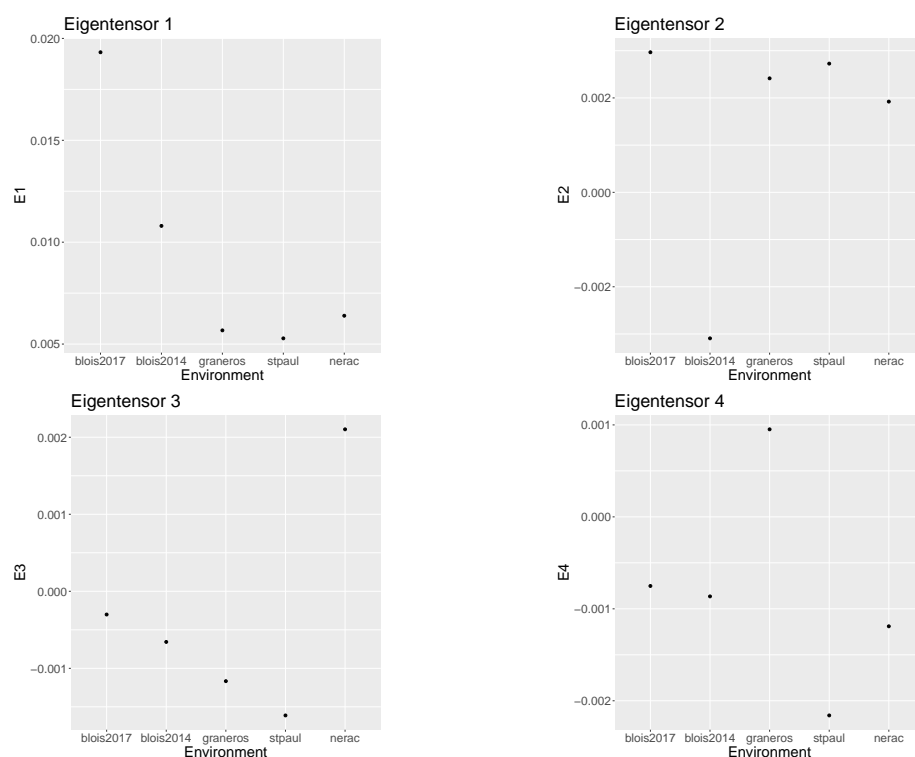 Eigentensor 1
0.020
0.015
0.010
0.005
E1
blois2017 blois2014 graneros stpaul nerac
Environment
Eigentensor 2
0.002
0.000
−0.002
E2
blois2017 blois2014 graneros stpaul nerac
Environment
Eigentensor 3
0.002
0.001
0.000
−0.001
E3
blois2017 blois2014 graneros stpaul nerac
Environment
Eigentensor 4
0.001
0.000
−0.001
−0.002
E4
blois2017 blois2014 graneros stpaul nerac
Environment